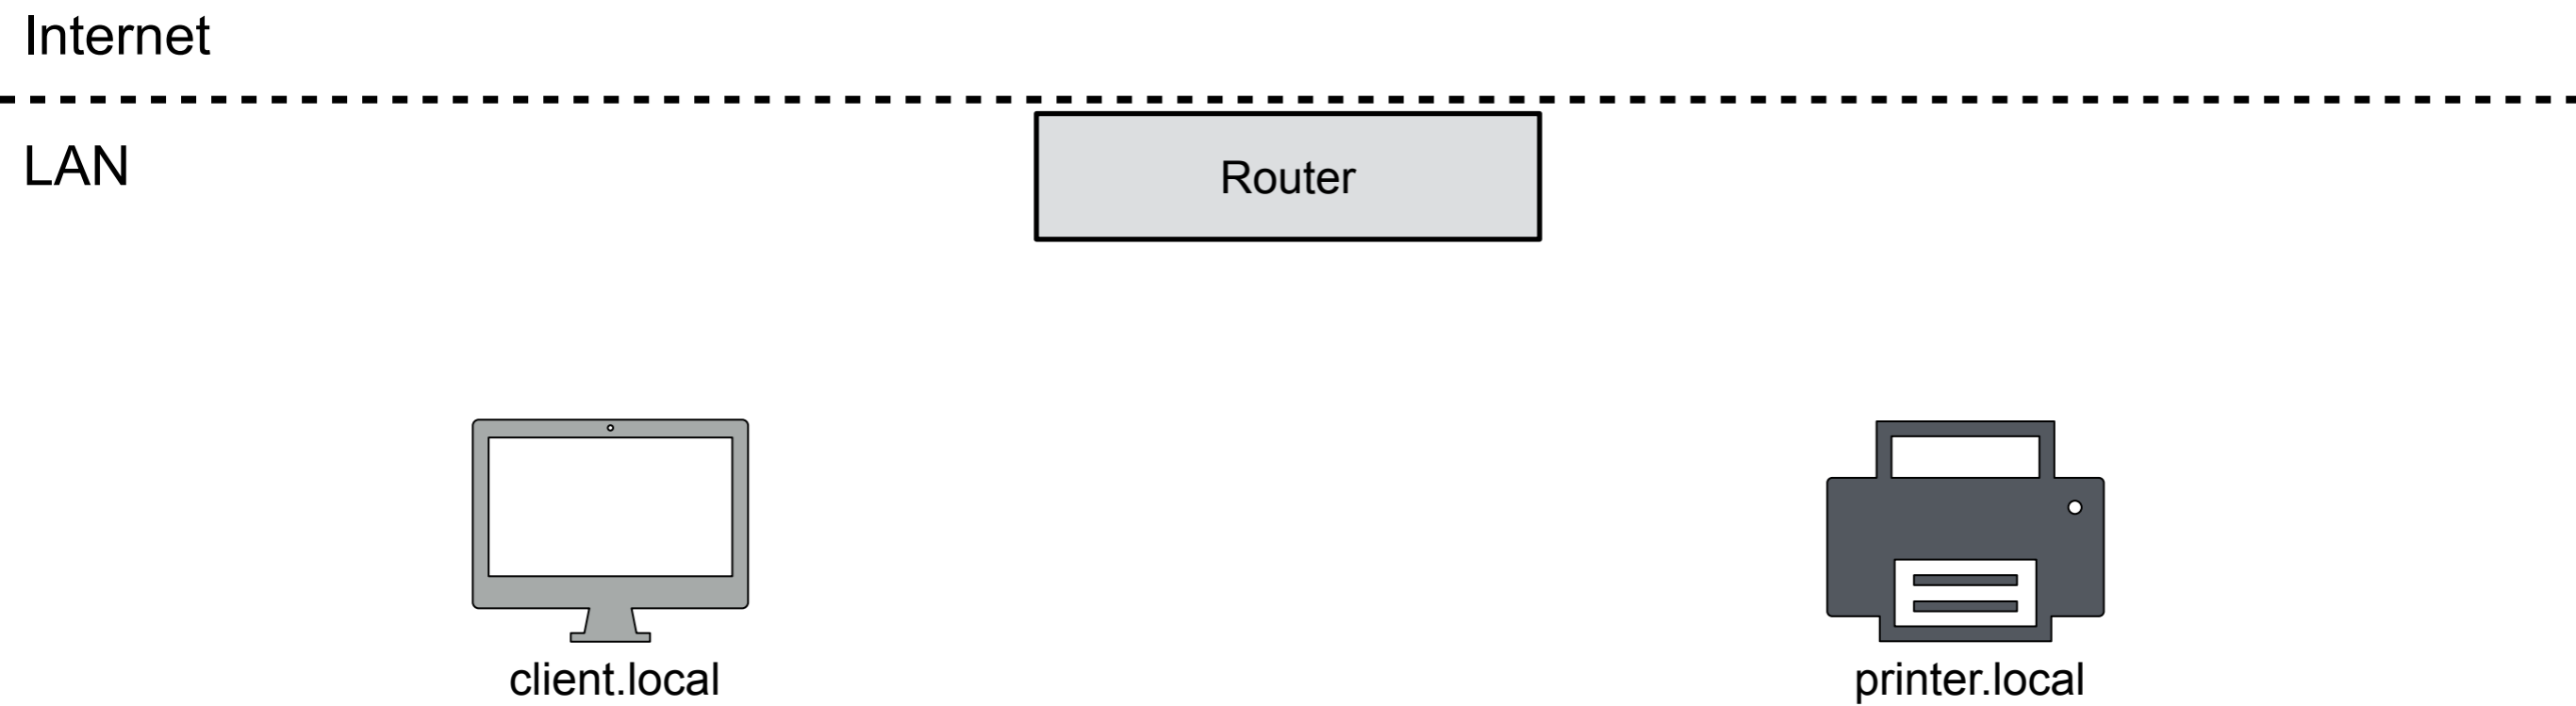 Internet
LAN
Router
client.local
printer.local